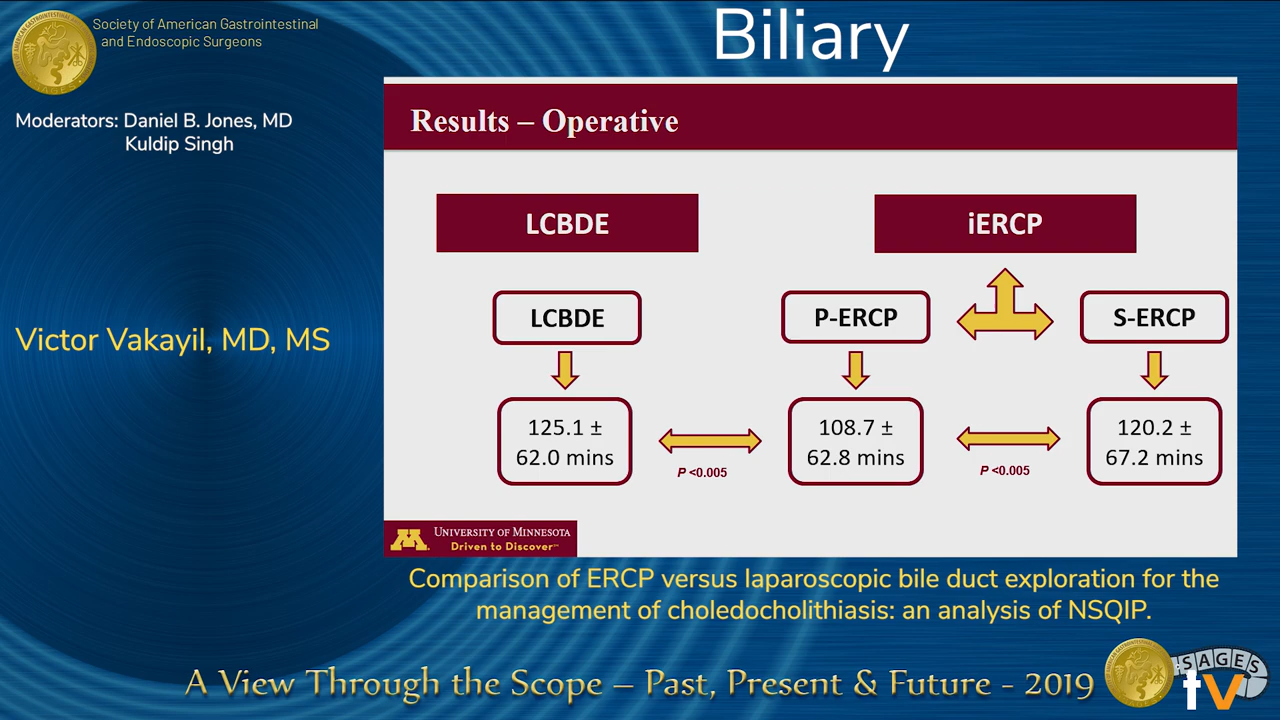 Society of American Gastrointestinal
and Endoscopic Surgeons
Biliary
Moderators: Daniel B. Jones, MD
Kuldip Singh
Victor Vakayil, MD, MS
Results – Operative
LCBDE
iERCP
LCBDE
P-ERCP
S-ERCP
125.1 ±
62.0 mins
P <0.005
108.7 ±
62.8 mins
P <0.005
120.2 ±
67.2 mins
M
UNIVERSITY OF MINNESOTA
Driven to Discover℠
Comparison of ERCP versus laparoscopic bile duct exploration for the
management of choledocholithiasis: an analysis of NSQIP.
A View Through the Scope – Past, Present & Future - 2019
SAGES
tv